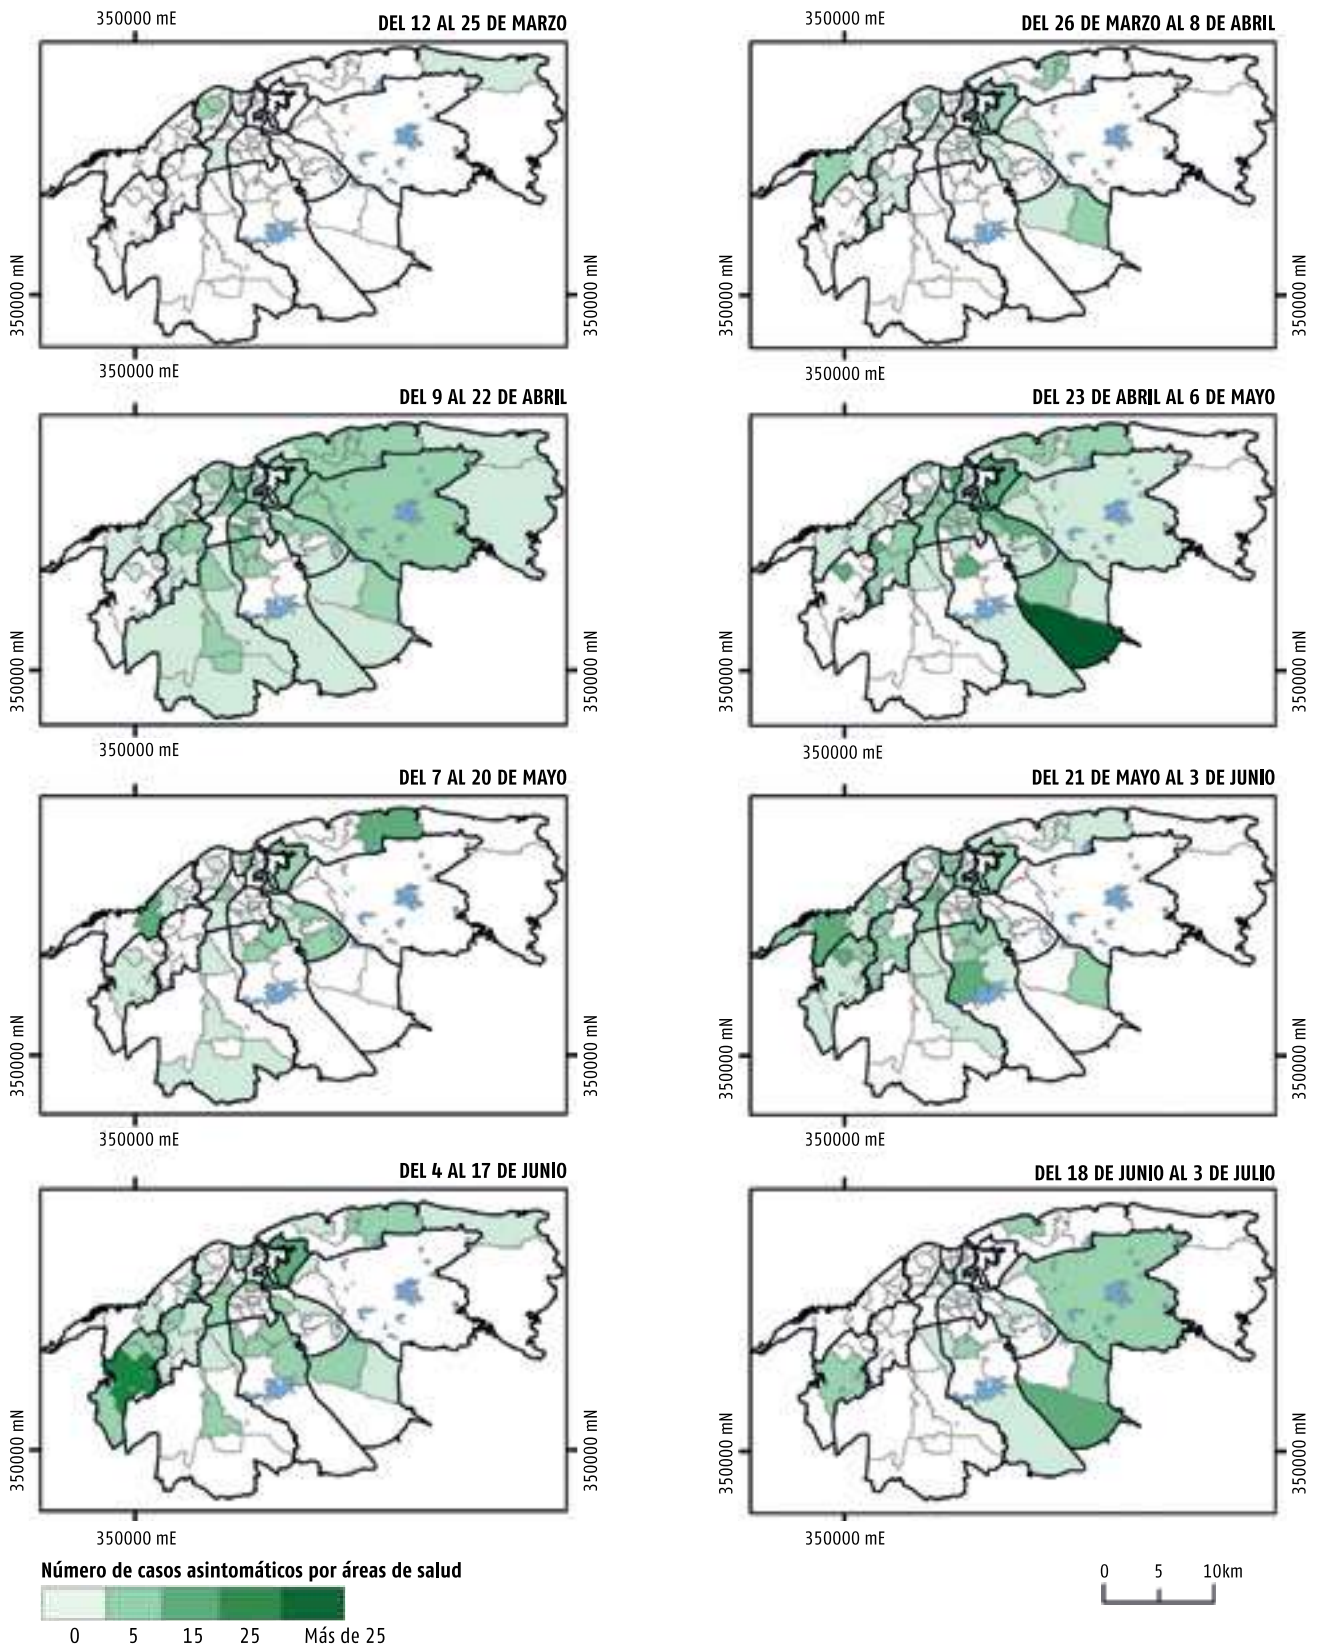 350000 mE
DEL 12 AL 25 DE MARZO
350000 mN
350000 mN
350000 mE
350000 mE
DEL 26 DE MARZO AL 8 DE ABRIL
350000 mN
350000 mN
350000 mE
DEL 9 AL 22 DE ABRIL
350000 mN
350000 mN
350000 mE
DEL 23 DE ABRIL AL 6 DE MAYO
350000 mN
350000 mN
350000 mE
DEL 7 AL 20 DE MAYO
350000 mN
350000 mN
350000 mE
DEL 21 DE MAYO AL 3 DE JUNIO
350000 mN
350000 mN
350000 mE
DEL 4 AL 17 DE JUNIO
350000 mN
350000 mN
350000 mE
DEL 18 DE JUNIO AL 3 DE JULIO
350000 mN
350000 mN
350000 mE
Número de casos asintomáticos por áreas de salud
0 5 15 25 Más de 25
0 5 10km